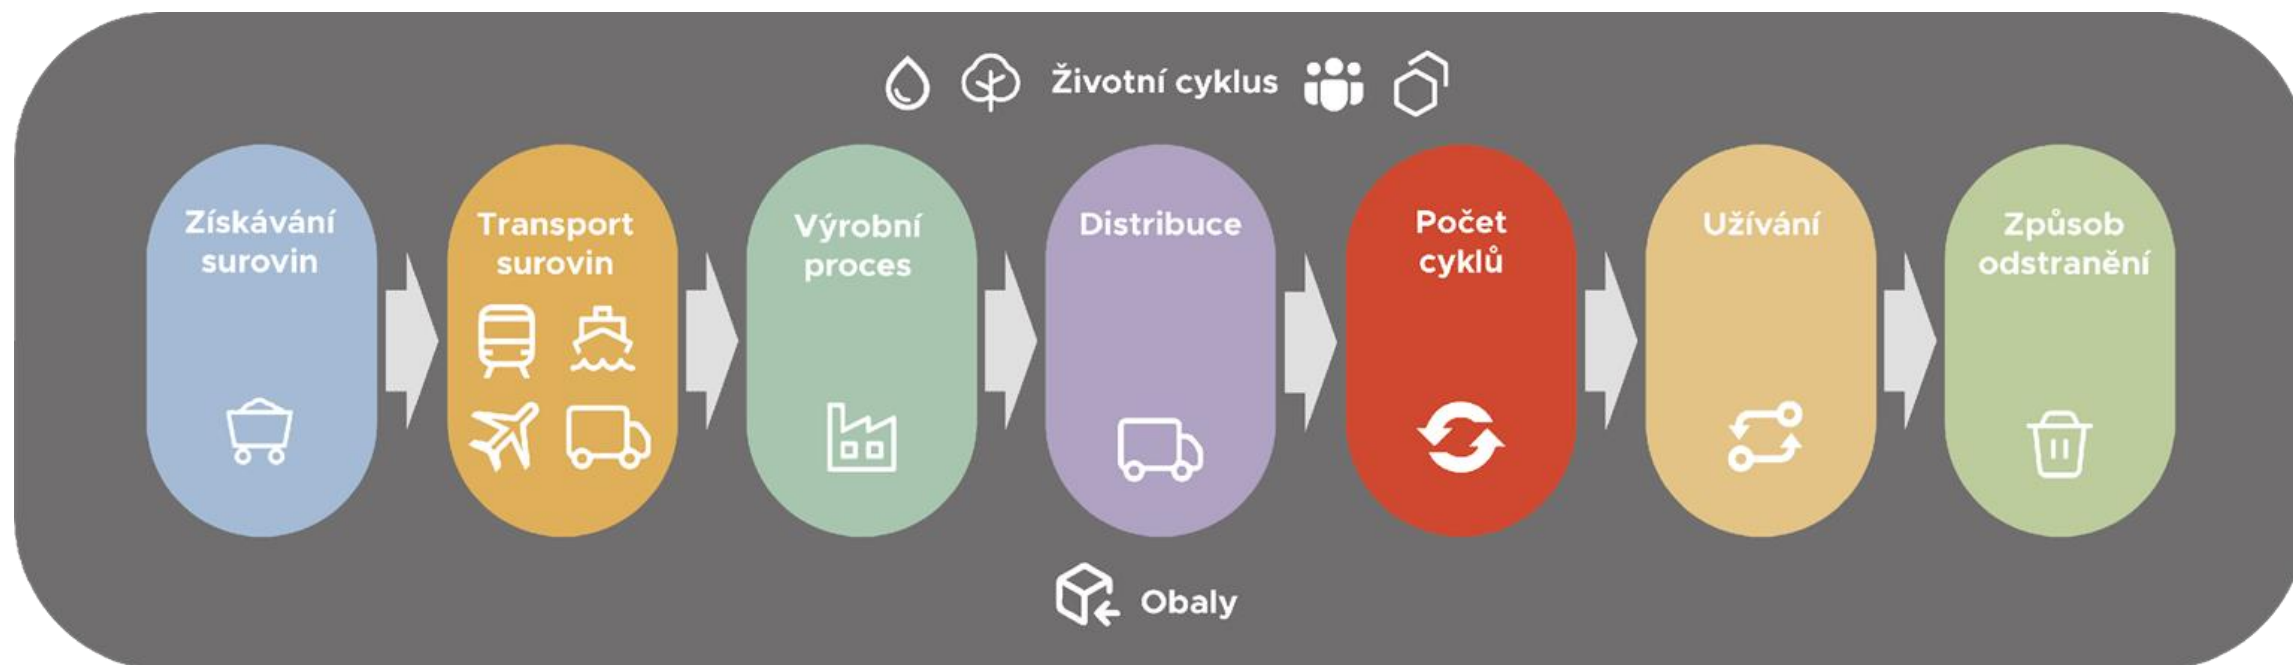 Životní cyklus
Získávání
surovin
Transport
surovin
Výrobní
proces
Distribuce
Počet
cyklů
Užívání
Způsob
odstranění
Obaly